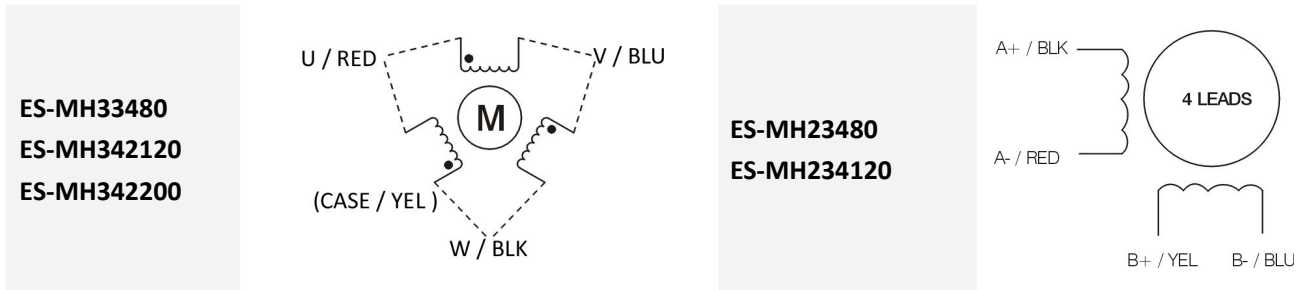 ES-MH33480
ES-MH342120
ES-MH342200
U / RED
V / BLU
M
(CASE / YEL )
W / BLK
ES-MH23480
ES-MH234120
A+ / BLK
4 LEADS
A- / RED
B+ / YEL
B- / BLU